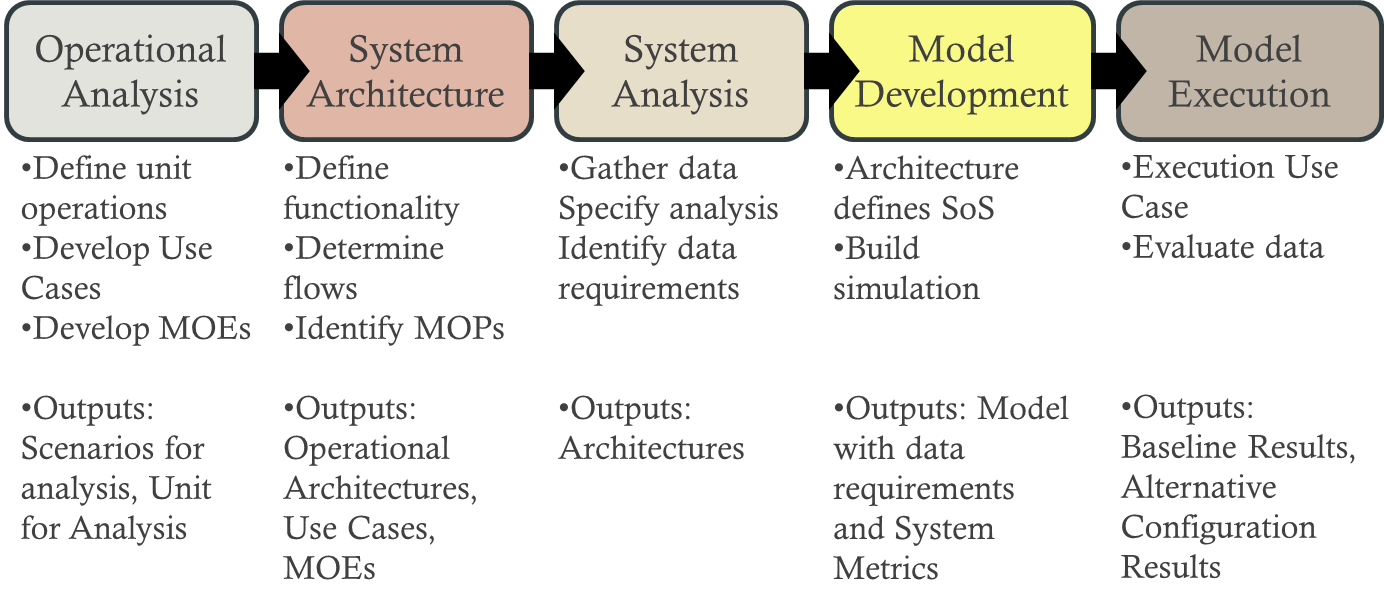 Operational
Analysis
System
Architecture
System
Analysis
Model
Development
Model
Execution
•Define unit
operations
•Develop Use
Cases
•Develop MOEs
•Outputs:
Scenarios for
analysis, Unit
for Analysis
•Define
functionality
•Determine
flows
•Identify MOPs
•Outputs:
Operational
Architectures,
Use Cases,
MOEs
•Gather data
Specify analysis
Identify data
requirements
•Outputs:
Architectures
•Architecture
defines SoS
•Build
simulation
•Outputs: Model
with data
requirements
and System
Metrics
•Execution Use
Case
•Evaluate data
•Outputs:
Baseline Results,
Alternative
Configuration
Results